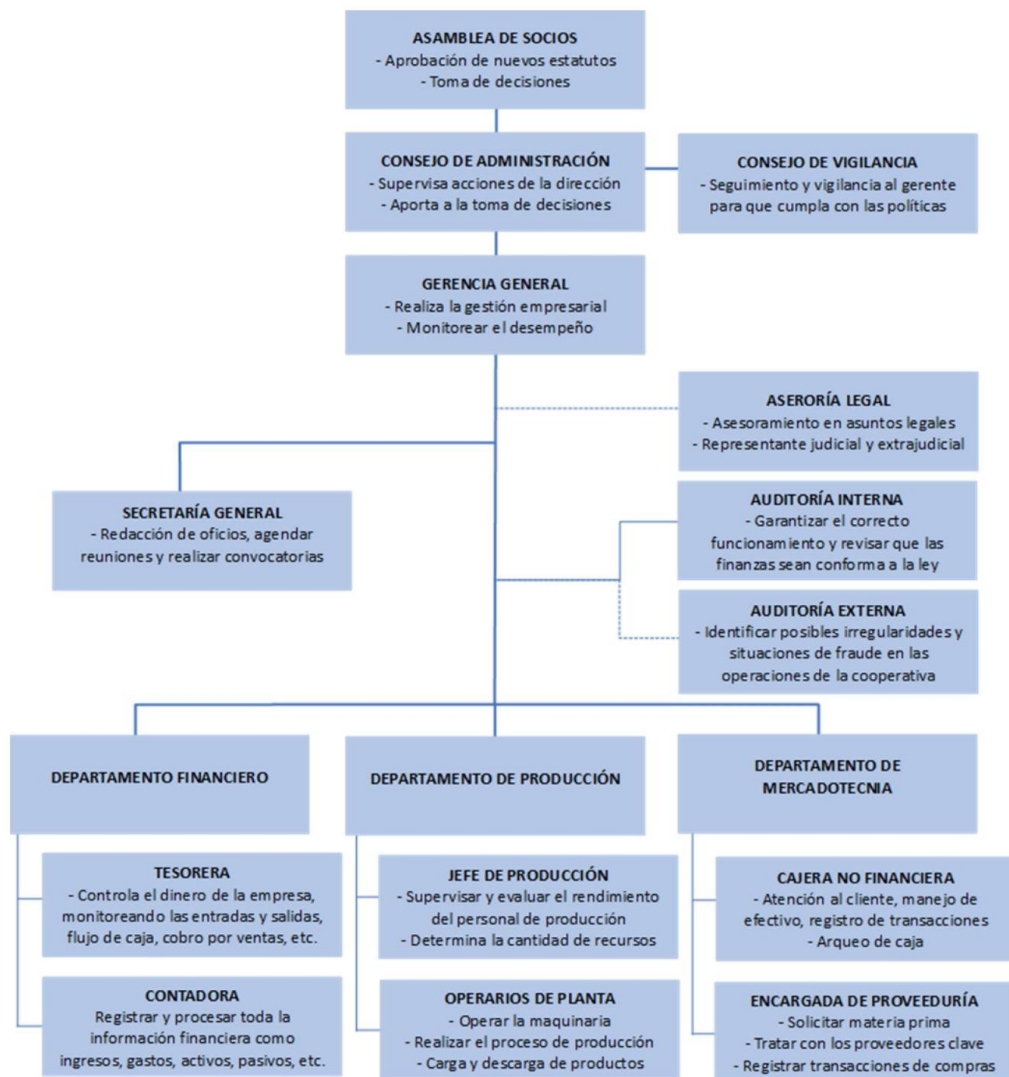 ASAMBLEA DE SOCIOS
- Aprobación de nuevos estatutos
- Toma de decisiones
CONSEJO DE ADMINISTRACIÓN
- Supervisa acciones de la dirección
- Aporta a la toma de decisiones
CONSEJO DE VIGILANCIA
- Seguimiento y vigilancia al gerente
para que cumpla con las políticas
GERENCIA GENERAL
- Realiza la gestión empresarial
- Monitorear el desempeño
ASERORÍA LEGAL
- Asesoramiento en asuntos legales
- Representante judicial y extrajudicial
SECRETARÍA GENERAL
- Redacción de oficios, agendar
reuniones y realizar convocatorias
AUDITORÍA INTERNA
- Garantizar el correcto
funcionamiento y revisar que las
finanzas sean conforma a la ley
AUDITORÍA EXTERNA
- Identificar posibles irregularidades y
situaciones de fraude en las
operaciones de la cooperativa
DEPARTAMENTO FINANCIERO
DEPARTAMENTO DE PRODUCCIÓN
DEPARTAMENTO DE
MERCADOTECNIA
TESORERA
- Controla el dinero de la empresa,
monitoreando las entradas y salidas,
flujo de caja, cobro por ventas, etc.
JEFE DE PRODUCCIÓN
- Supervisar y evaluar el rendimiento
del personal de producción
- Determina la cantidad de recursos
CAJERA NO FINANCIERA
- Atención al cliente, manejo de
efectivo, registro de transacciones
- Arqueo de caja
CONTADORA
Registrar y procesar toda la
información financiera como
ingresos, gastos, activos, pasivos, etc.
OPERARIOS DE PLANTA
- Operar la maquinaria
- Realizar el proceso de producción
- Carga y descarga de productos
ENCARGADA DE PROVEEDURÍA
- Solicitar materia prima
- Tratar con los proveedores clave
- Registrar transacciones de compras